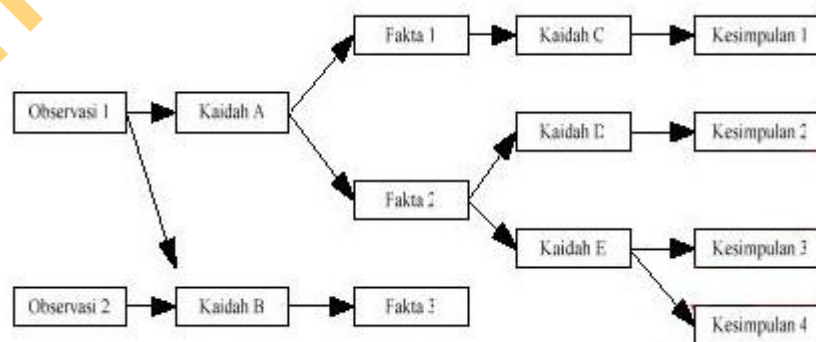 Fakta 1 Kaidah C Kesimpulan 1
Observasi 1 Kaidah A Kaidah D Kesimpulan 2
Fakta 2
Kaidah E Kesimpulan 3
Observasi 2 Kaidah B Fakta 3
Kesimpulan 4